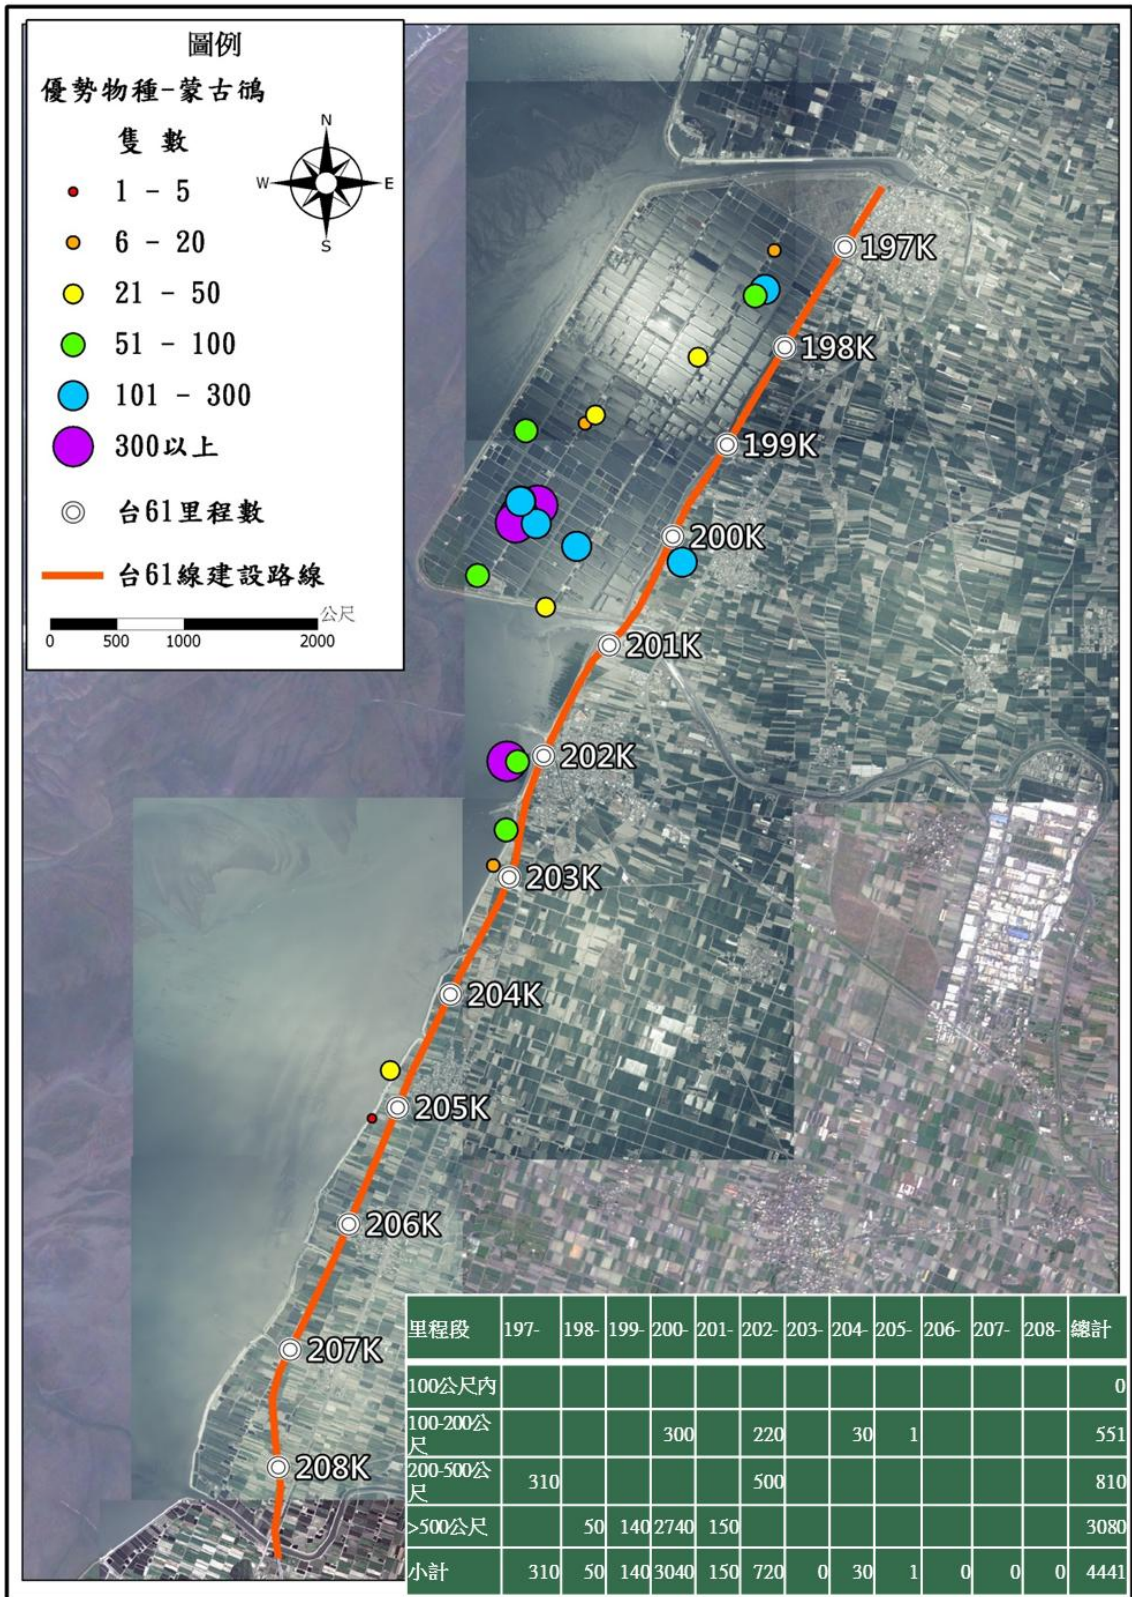 圖例
優勢物種-蒙古鴴
隻 數
1 - 5
6 - 20
21 - 50
51 - 100
101 - 300
300以上
台61里程數
台61線建設路線
公尺
0 500 1000 2000
N
W E
S
197K
198K
199K
200K
201K
202K
203K
204K
205K
206K
207K
208K
里程段 197- 198- 199- 200- 201- 202- 203- 204- 205- 206- 207- 208- 總計
100公尺內 0
100-200公尺 300 220 30 1 551
200-500公尺 310 500 810
>500公尺 50 140 2740 150 3080
小計 310 50 140 3040 150 720 0 30 1 0 0 0 4441